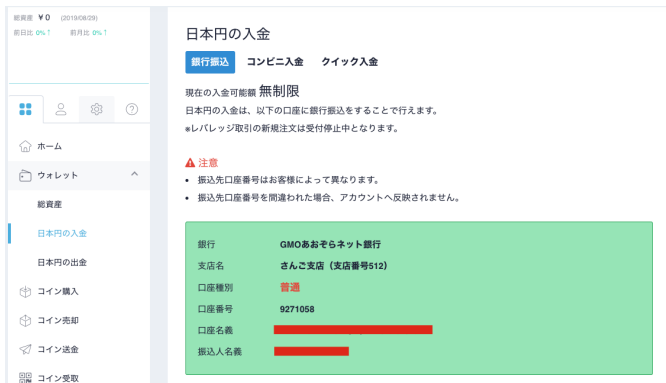 総資産 ¥0 (2019/08/29)
前日比 0%↑ 前月比 0%↑
ホーム
ウォレット
総資産
日本円の入金
日本円の出金
コイン購入
コイン売却
コイン送金
コイン受取
日本円の入金
銀行振込 コンビニ入金 クイック入金
現在の入金可能額 無制限
日本円の入金は、以下の口座に銀行振込をすることで行えます。
※レバレッジ取引の新規注文は受付停止中となります。
注意
• 振込先口座番号はお客様によって異なります。
• 振込先口座番号を間違われた場合、アカウントへ反映されません。
銀行 GMOあおぞらネット銀行
支店名 さんご支店（支店番号512）
口座種別 普通
口座番号 9271058
口座名義
振込人名義